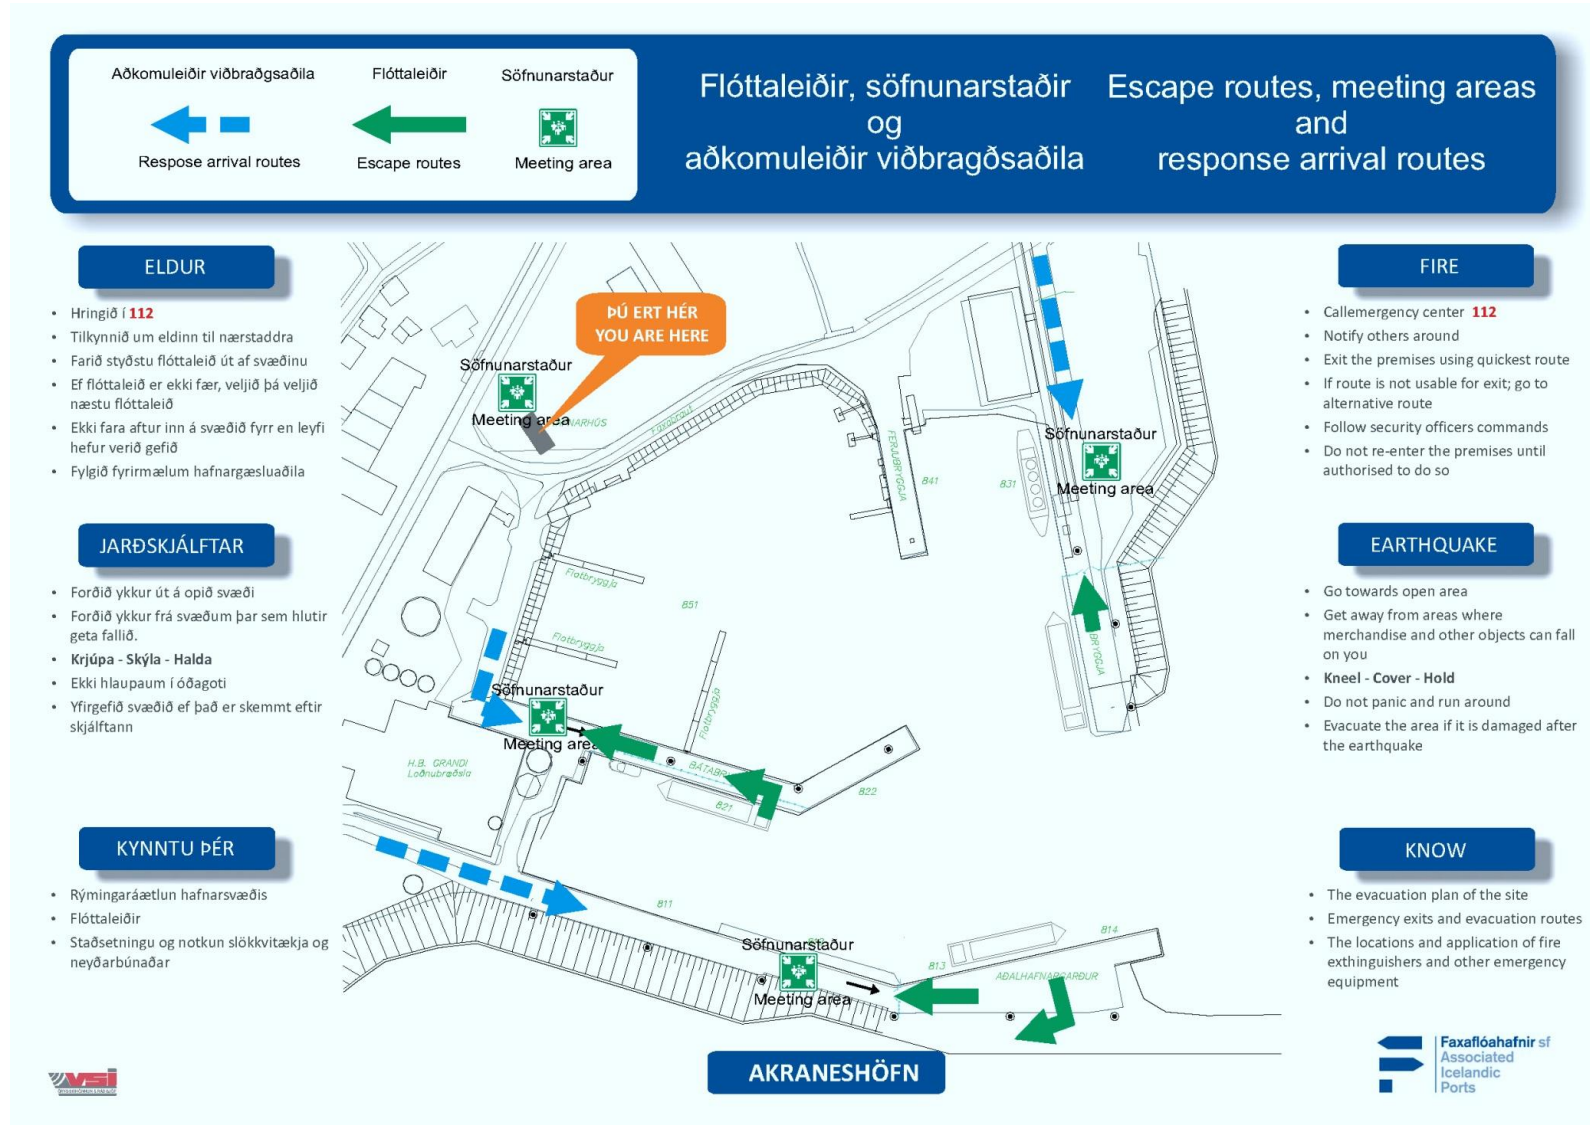 Aðkomuleiðir viðbraðgsaðila
Respose arrival routes
Flóttaleiðir
Escape routes
Söfnunarstaður
Meeting area
Flóttaleiðir, söfnunarstaðir
og
aðkomuleiðir viðbragðsaðila
Escape routes, meeting areas
and
response arrival routes
ELDUR
• Hringið í 112
• Tilkynnið um eldinn til nærstaddra
• Farið styðstu flóttaleið út af svæðinu
• Ef flóttaleið er ekki fær, veljið þá veljið
næstu flóttaleið
• Ekki fara aftur inn á svæðið fyrr en leyfi
hefur verið gefið
• Fylgið fyrirmælum hafnargæsluaðila
JARÐSKJÁLFTAR
• Forðið ykkur út á opið svæði
• Forðið ykkur frá svæðum þar sem hlutir
geta fallið.
• Krjúpa - Skýla - Halda
• Ekki hlaupaum í óðagoti
• Yfirgefið svæðið ef það er skemmt eftir
skjálftann
KYNNTU ÞÉR
• Rýmingaráætlun hafnarsvæðis
• Flóttaleiðir
• Staðsetningu og notkun slökkvitækja og
neyðarbúnaðar
ÞÚ ERT HÉR
YOU ARE HERE
Söfnunarstaður
Meeting area
Faxabraut
FERJUBRYGGJA
841
831
Söfnunarstaður
Meeting area
Flotbryggja
851
Flotbryggja
Flotbryggja
BRYGGJA
Söfnunarstaður
Meeting area
H.B. GRANDI
Loðnubræðsla
821
822
811
Söfnunarstaður
Meeting area
813
814
AÐALHAFNARGARÐUR
AKRANESHÖFN
FIRE
• Callemergency center 112
• Notify others around
• Exit the premises using quickest route
• If route is not usable for exit; go to
alternative route
• Follow security officers commands
• Do not re-enter the premises until
authorised to do so
EARTHQUAKE
• Go towards open area
• Get away from areas where
merchandise and other objects can fall
on you
• Kneel - Cover - Hold
• Do not panic and run around
• Evacuate the area if it is damaged after
the earthquake
KNOW
• The evacuation plan of the site
• Emergency exits and evacuation routes
• The locations and application of fire
exthinguishers and other emergency
equipment
vsi
Faxaflóahafnir sf
Associated
Icelandic
Ports